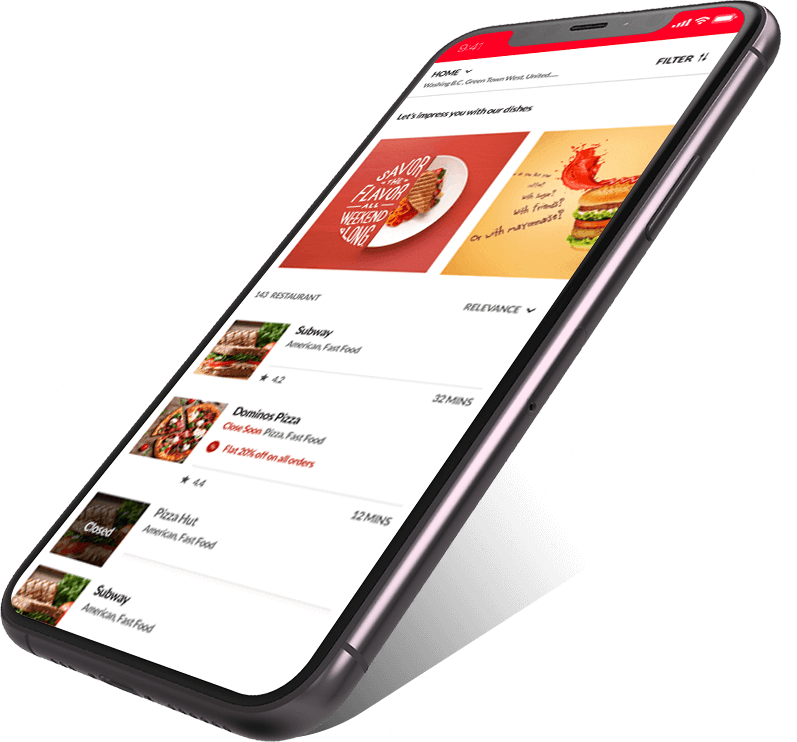 9:41
HOME
FILTER
Washing B.C, Green Town West, United.....
Let's impress you with our dishes
SAVOR
THE
FLAVOR
ALL
WEEKEND
LONG
with friends?
Or with mayonnaise?
143 RESTAURANT
RELEVANCE
Subway
American, Fast Food
4.2
32 MINS
Dominos Pizza
Close Soon Pizza, Fast Food
Flat 20% off on all orders
4.4
12 MINS
Closed
Pizza Hut
American, Fast Food
Subway
American, Fast Food